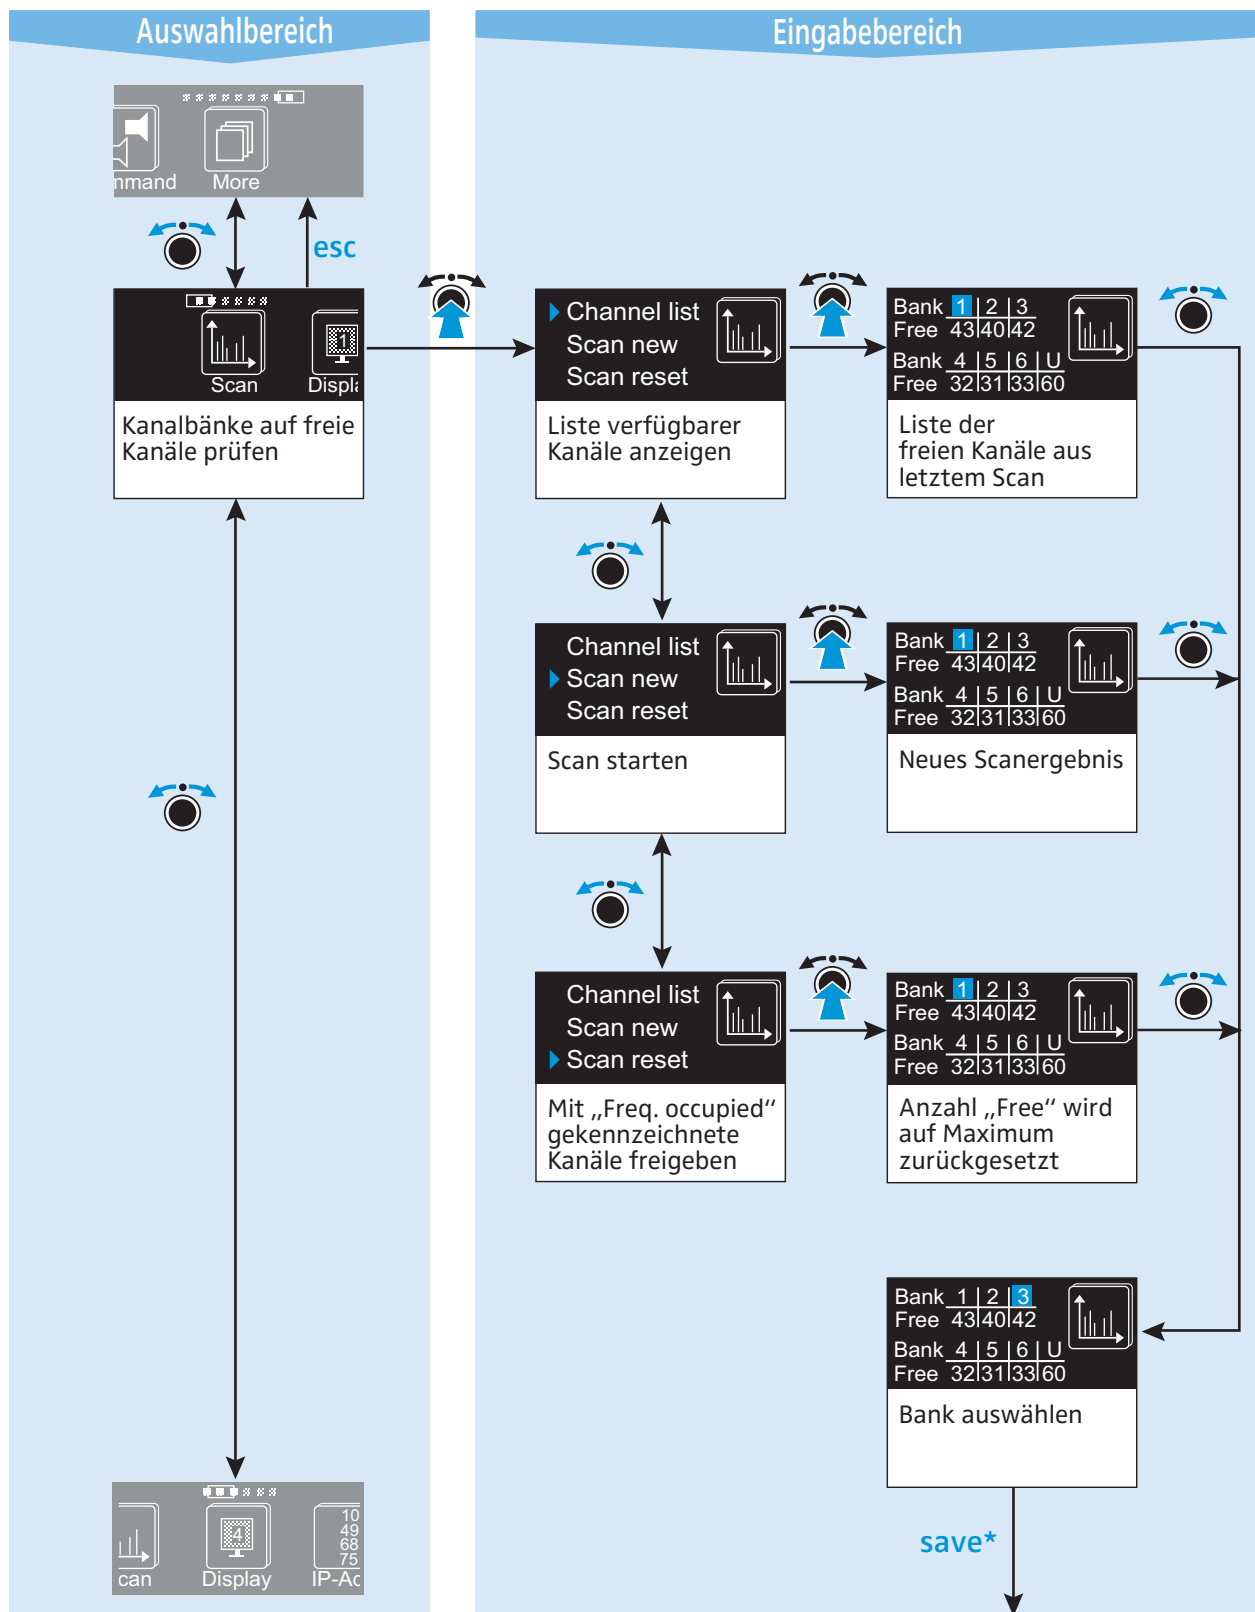 Auswahlbereich
Eingabebereich
mmand
More
esc
Scan
Displa
Kanalbänke auf freie
Kanäle prüfen
Channel list
Scan new
Scan reset
Liste verfügbarer
Kanäle anzeigen
Bank 1 | 2 | 3
Free 43|40|42
Bank 4 | 5 | 6 | U
Free 32|31|33|60
Liste der
freien Kanäle aus
letztem Scan
Channel list
Scan new
Scan reset
Scan starten
Bank 1 | 2 | 3
Free 43|40|42
Bank 4 | 5 | 6 | U
Free 32|31|33|60
Neues Scanergebnis
Channel list
Scan new
Scan reset
Mit „Freq. occupied“
gekennzeichnete
Kanäle freigeben
Bank 1 | 2 | 3
Free 43|40|42
Bank 4 | 5 | 6 | U
Free 32|31|33|60
Anzahl „Free“ wird
auf Maximum
zurückgesetzt
Bank 1 | 2 | 3
Free 43|40|42
Bank 4 | 5 | 6 | U
Free 32|31|33|60
Bank auswählen
save*
can
4
Display
10
49
68
75
IP-Ad